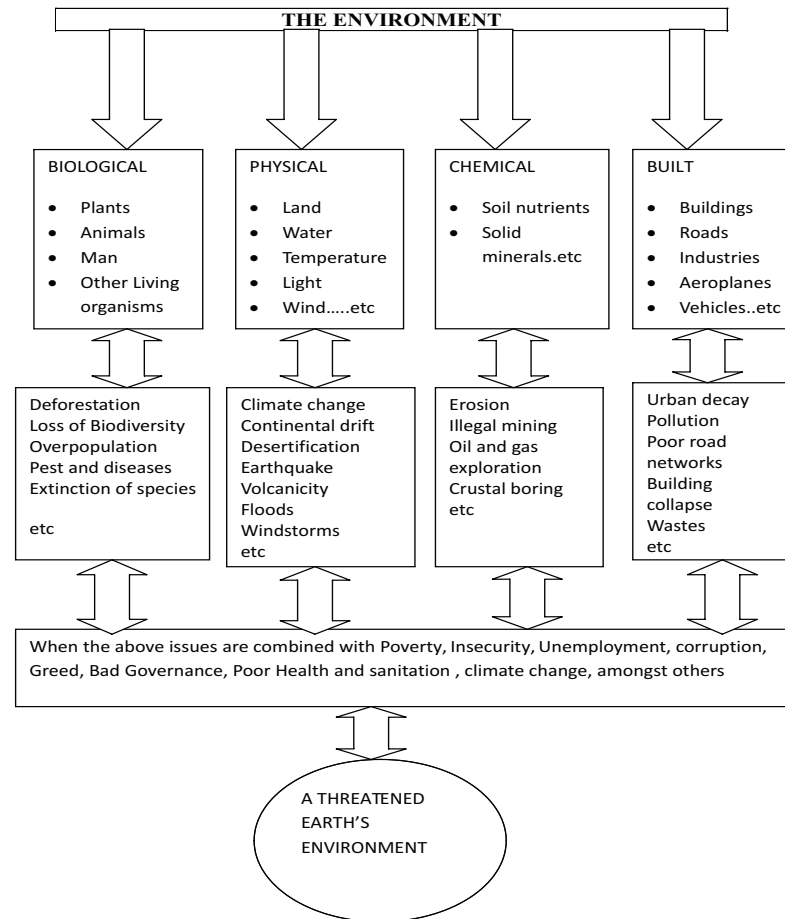 THE ENVIRONMENT
BIOLOGICAL
• Plants
• Animals
• Man
• Other Living
organisms
PHYSICAL
• Land
• Water
• Temperature
• Light
• Wind…..etc
CHEMICAL
• Soil nutrients
• Solid
minerals.etc
BUILT
• Buildings
• Roads
• Industries
• Aeroplanes
• Vehicles..etc
Deforestation
Loss of Biodiversity
Overpopulation
Pest and diseases
Extinction of species
etc
Climate change
Continental drift
Desertification
Earthquake
Volcanicity
Floods
Windstorms
etc
Erosion
Illegal mining
Oil and gas
exploration
Crustal boring
etc
Urban decay
Pollution
Poor road
networks
Building
collapse
Wastes
etc
When the above issues are combined with Poverty, Insecurity, Unemployment, corruption,
Greed, Bad Governance, Poor Health and sanitation , climate change, amongst others
A THREATENED
EARTH’S
ENVIRONMENT